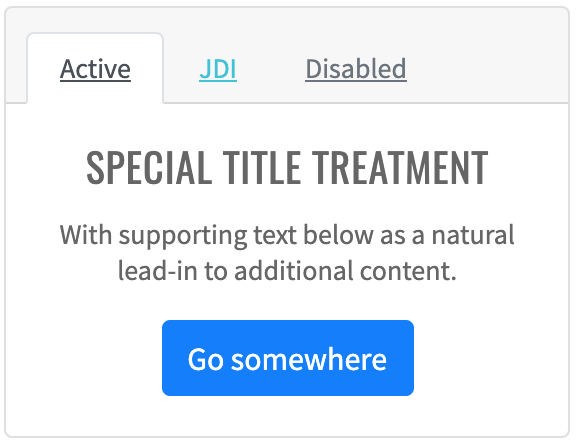 Active JDI Disabled
SPECIAL TITLE TREATMENT
With supporting text below as a natural
lead-in to additional content.
Go somewhere